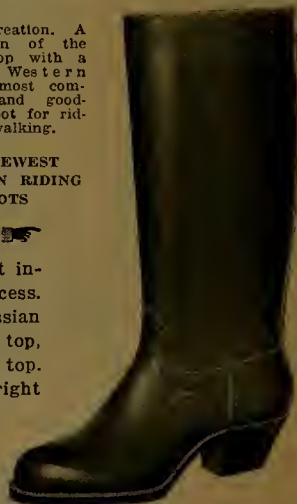 reation. A
n of the
op with a
Western
most com-
and good-
ot for rid-
walking.
EWEST
N RIDING
OTS
t in-
cess.
ssian
top,
top.
right